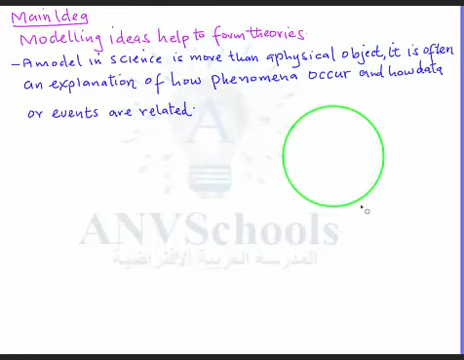 Main Idea
Modelling ideas help to form theories.
- A model in science is more than a physical object, it is often
an explanation of how phenomena occur and how data
or events are related.
ANVSchools
المدرسة العربية الافتراضية